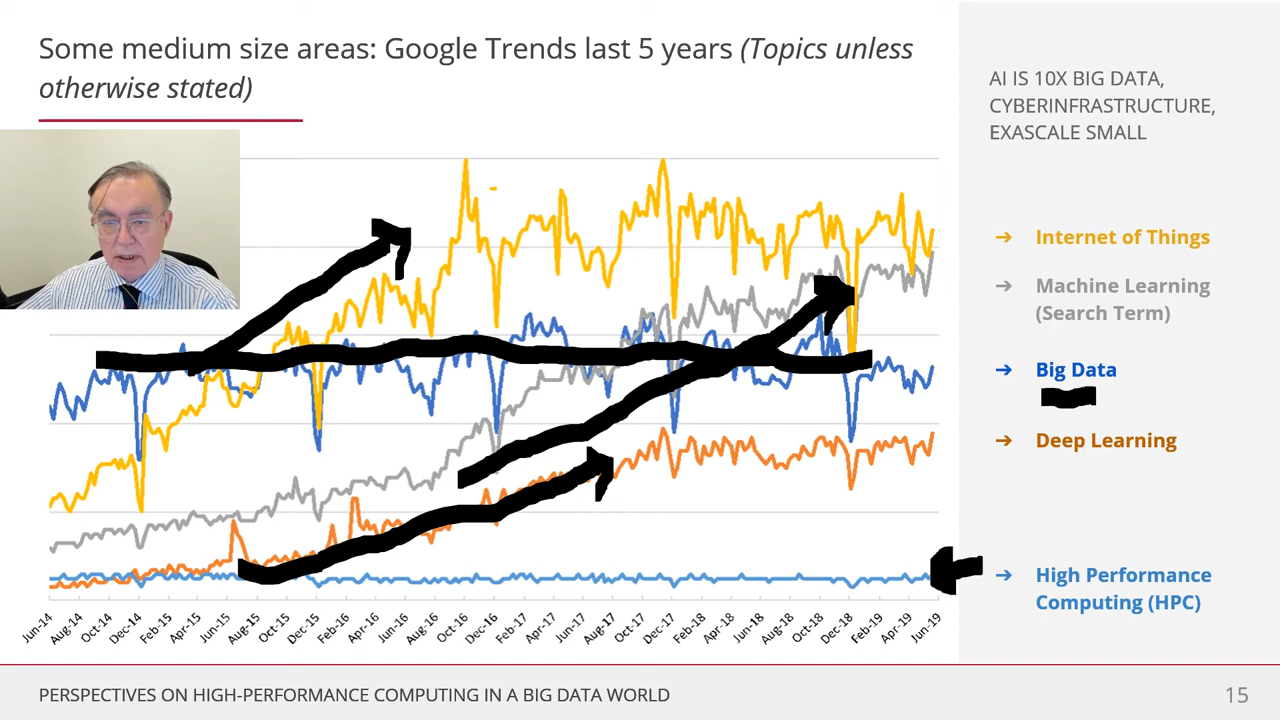 Some medium size areas: Google Trends last 5 years (Topics unless
otherwise stated)
AI IS 10X BIG DATA,
CYBERINFRASTRUCTURE,
EXASCALE SMALL
→ Internet of Things
→ Machine Learning
(Search Term)
→ Big Data
→ Deep Learning
→ High Performance
Computing (HPC)
Jun-14 Aug-14 Oct-14 Dec-14 Feb-15 Apr-15 Jun-15 Aug-15 Oct-15 Dec-15 Feb-16 Apr-16 Jun-16 Aug-16 Oct-16 Dec-16 Feb-17 Apr-17 Jun-17 Aug-17 Oct-17 Dec-17 Feb-18 Apr-18 Jun-18 Aug-18 Oct-18 Dec-18 Feb-19 Apr-19 Jun-19
PERSPECTIVES ON HIGH-PERFORMANCE COMPUTING IN A BIG DATA WORLD
15